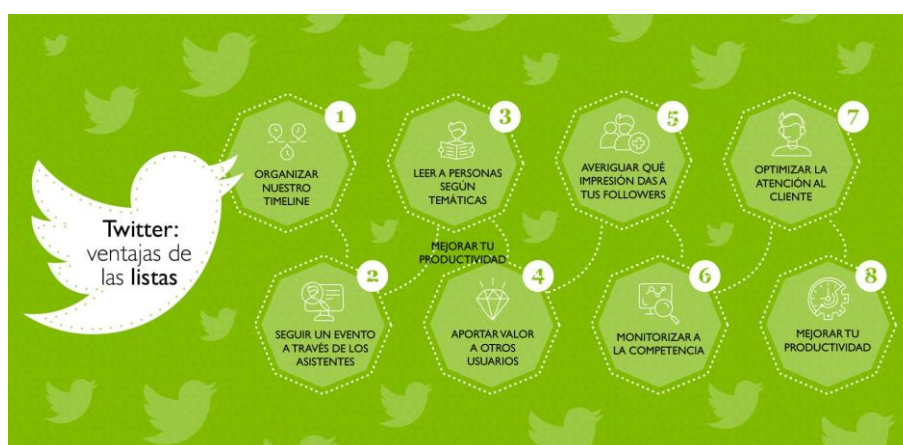 Twitter:
ventajas de
las listas
1
ORGANIZAR
NUESTRO
TIMELINE
2
SEGUIR UN EVENTO
A TRAVÉS DE LOS
ASISTENTES
3
LEER A PERSONAS
SEGÚN
TEMÁTICAS
MEJORAR TU
PRODUCTIVIDAD
4
APORTAR VALOR
A OTROS
USUARIOS
5
AVERIGUAR QUÉ
IMPRESIÓN DAS A
TUS FOLLOWERS
6
MONITORIZAR A
LA COMPETENCIA
7
OPTIMIZAR LA
ATENCIÓN AL
CLIENTE
8
MEJORAR TU
PRODUCTIVIDAD